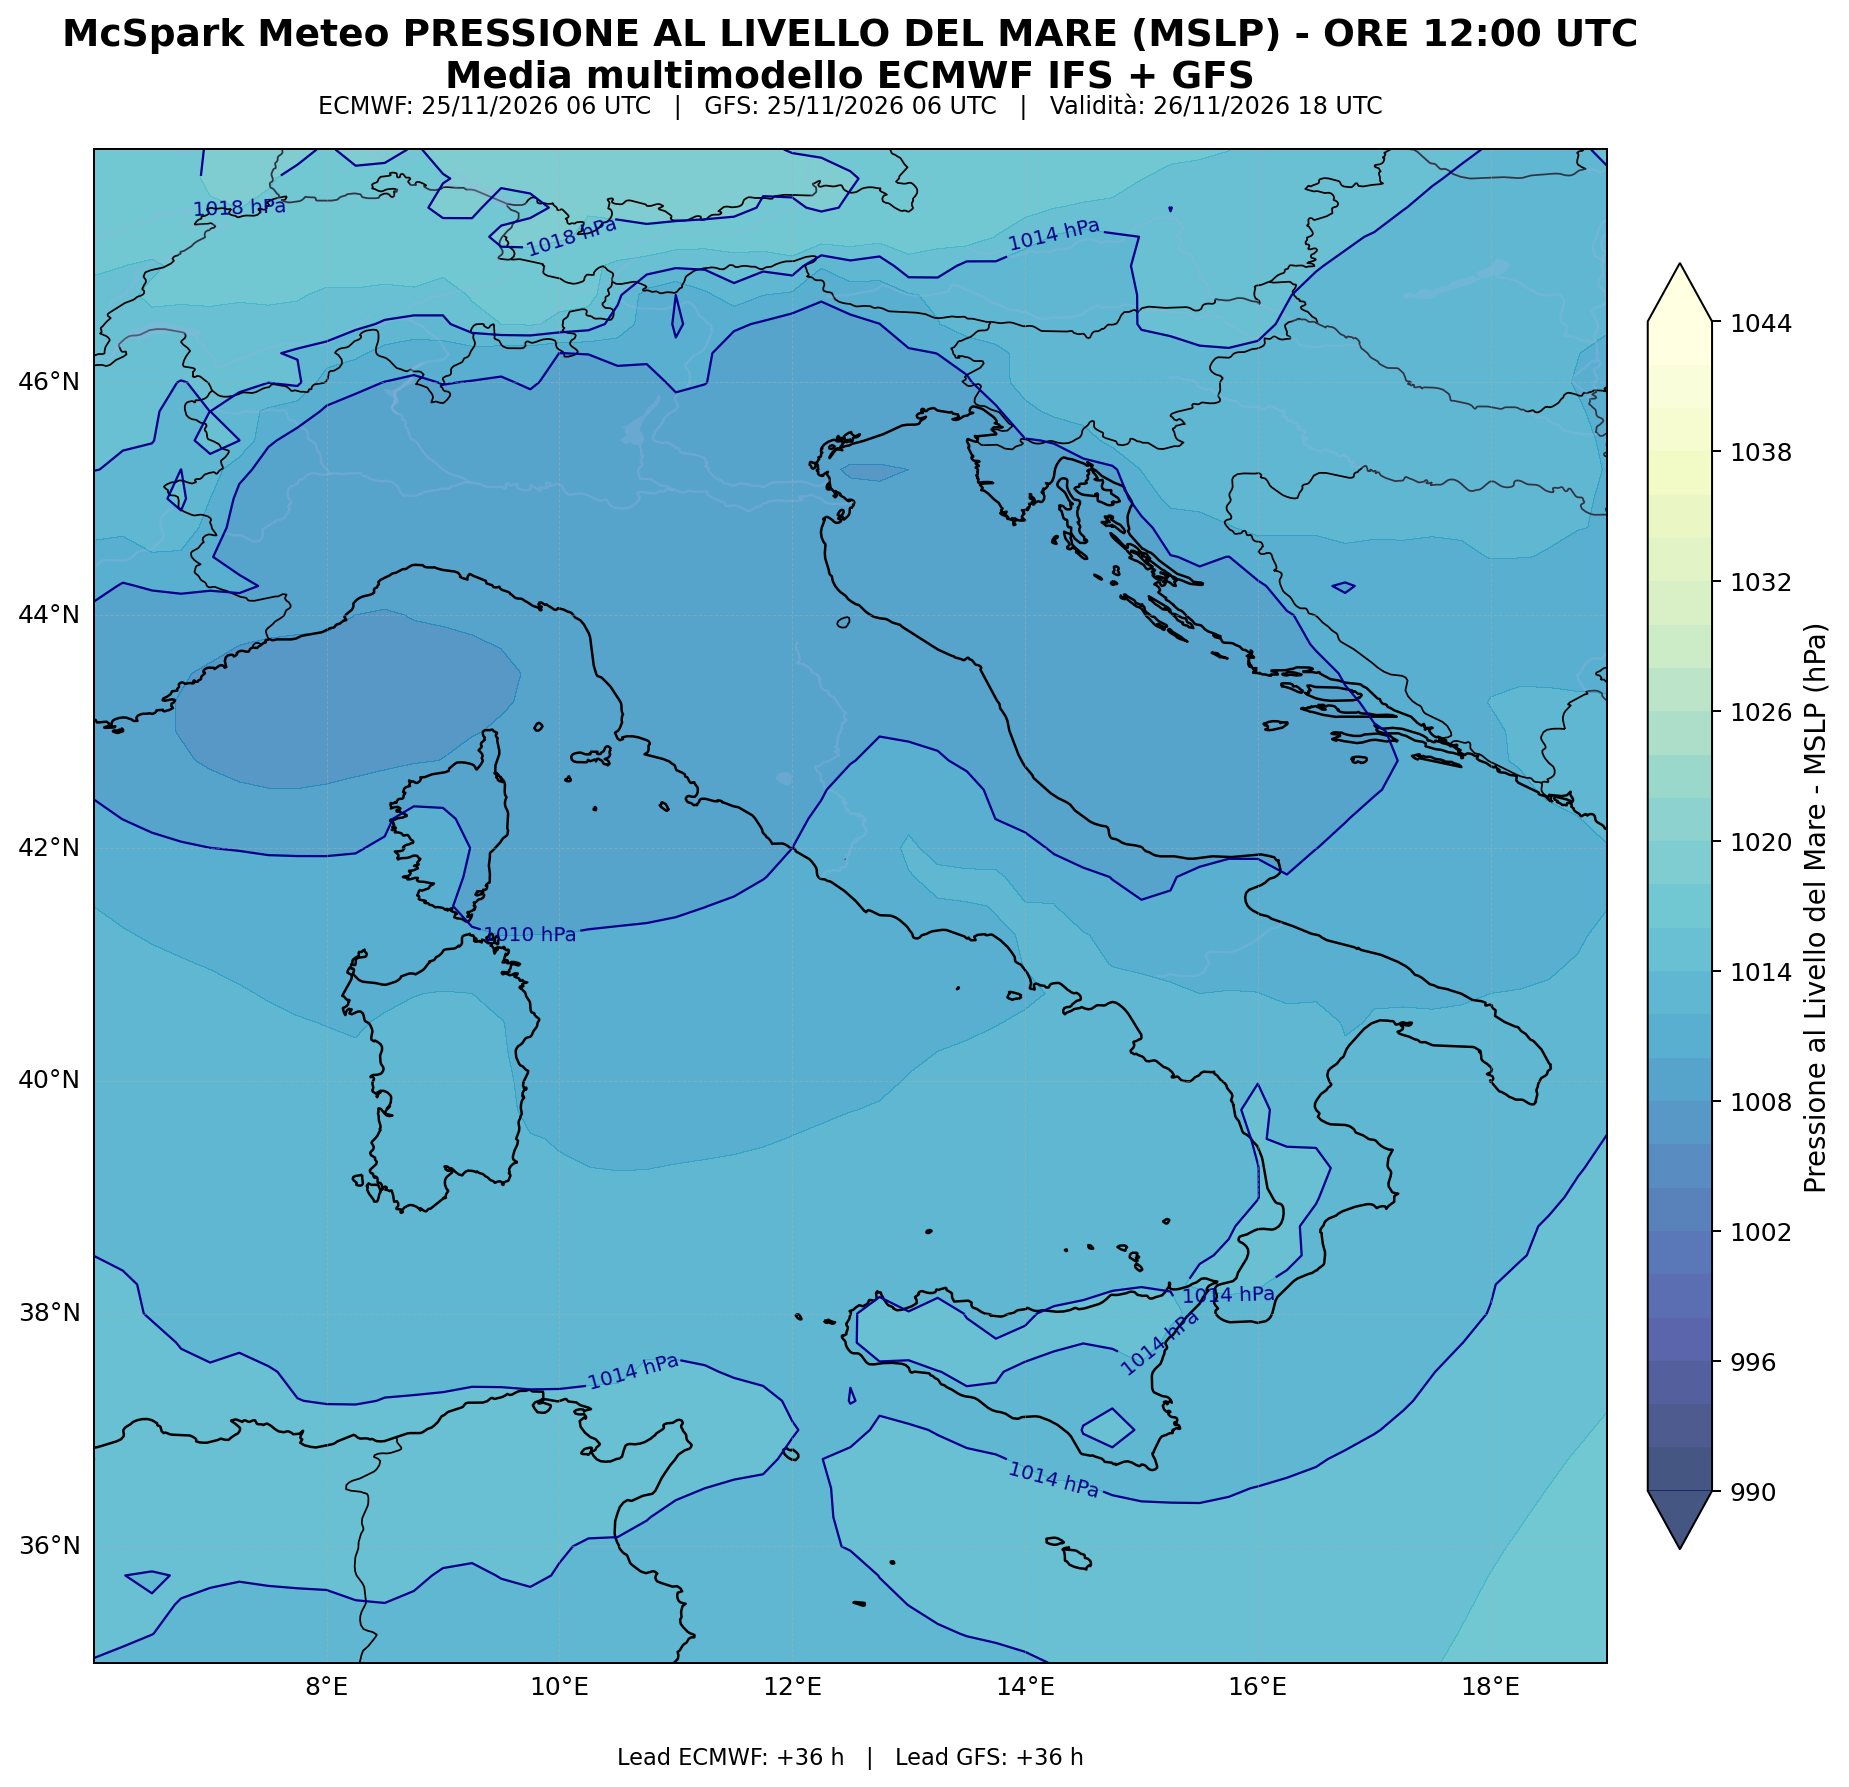 McSpark Meteo PRESSIONE AL LIVELLO DEL MARE (MSLP) - ORE 12:00 UTC
Media multimodello ECMWF IFS + GFS
ECMWF: 25/11/2026 06 UTC | GFS: 25/11/2026 06 UTC | Validità: 26/11/2026 18 UTC
1018 hPa
1018 hPa
1014 hPa
1010 hPa
1014 hPa
1014 hPa
1014 hPa
1014 hPa
46°N
44°N
42°N
40°N
38°N
36°N
8°E
10°E
12°E
14°E
16°E
18°E
1044
1038
1032
1026
1020
1014
1008
1002
996
990
Pressione al Livello del Mare - MSLP (hPa)
Lead ECMWF: +36 h | Lead GFS: +36 h